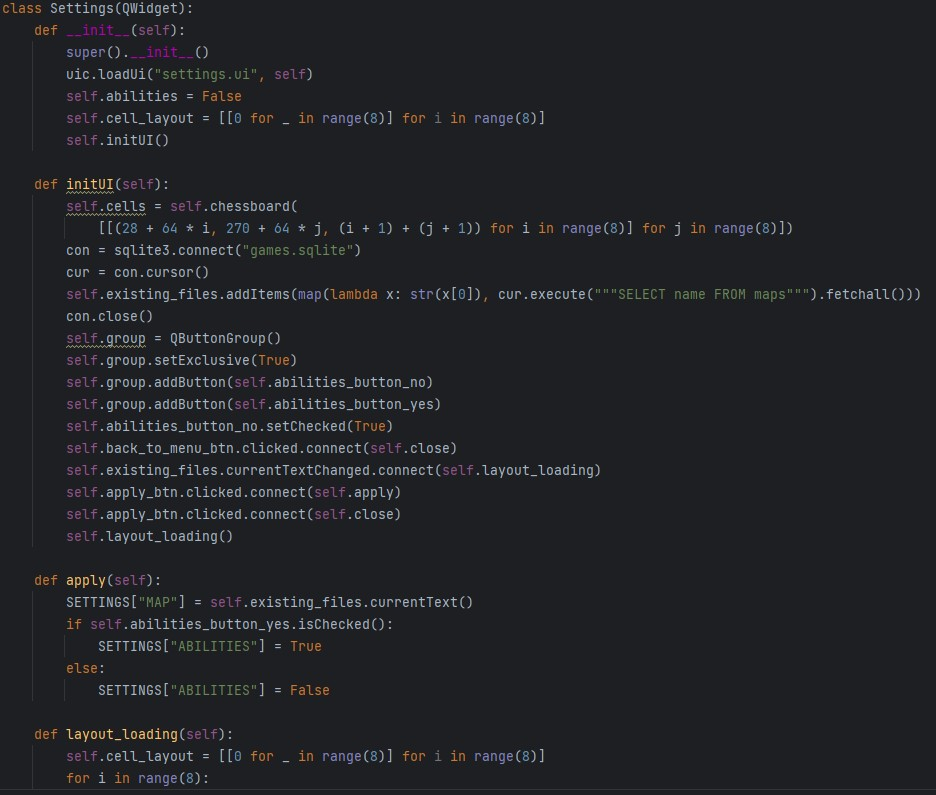 class Settings(QWidget):
    def __init__(self):
        super().__init__()
        uic.loadUi("settings.ui", self)
        self.abilities = False
        self.cell_layout = [[0 for _ in range(8)] for i in range(8)]
        self.initUI()

    def initUI(self):
        self.cells = self.chessboard(
            [[(28 + 64 * i, 270 + 64 * j, (i + 1) + (j + 1)) for i in range(8)] for j in range(8)])
        con = sqlite3.connect("games.sqlite")
        cur = con.cursor()
        self.existing_files.addItems(map(lambda x: str(x[0]), cur.execute("""SELECT name FROM maps""").fetchall()))
        con.close()
        self.group = QButtonGroup()
        self.group.setExclusive(True)
        self.group.addButton(self.abilities_button_no)
        self.group.addButton(self.abilities_button_yes)
        self.abilities_button_no.setChecked(True)
        self.back_to_menu_btn.clicked.connect(self.close)
        self.existing_files.currentTextChanged.connect(self.layout_loading)
        self.apply_btn.clicked.connect(self.apply)
        self.apply_btn.clicked.connect(self.close)
        self.layout_loading()

    def apply(self):
        SETTINGS["MAP"] = self.existing_files.currentText()
        if self.abilities_button_yes.isChecked():
            SETTINGS["ABILITIES"] = True
        else:
            SETTINGS["ABILITIES"] = False

    def layout_loading(self):
        self.cell_layout = [[0 for _ in range(8)] for i in range(8)]
        for i in range(8):